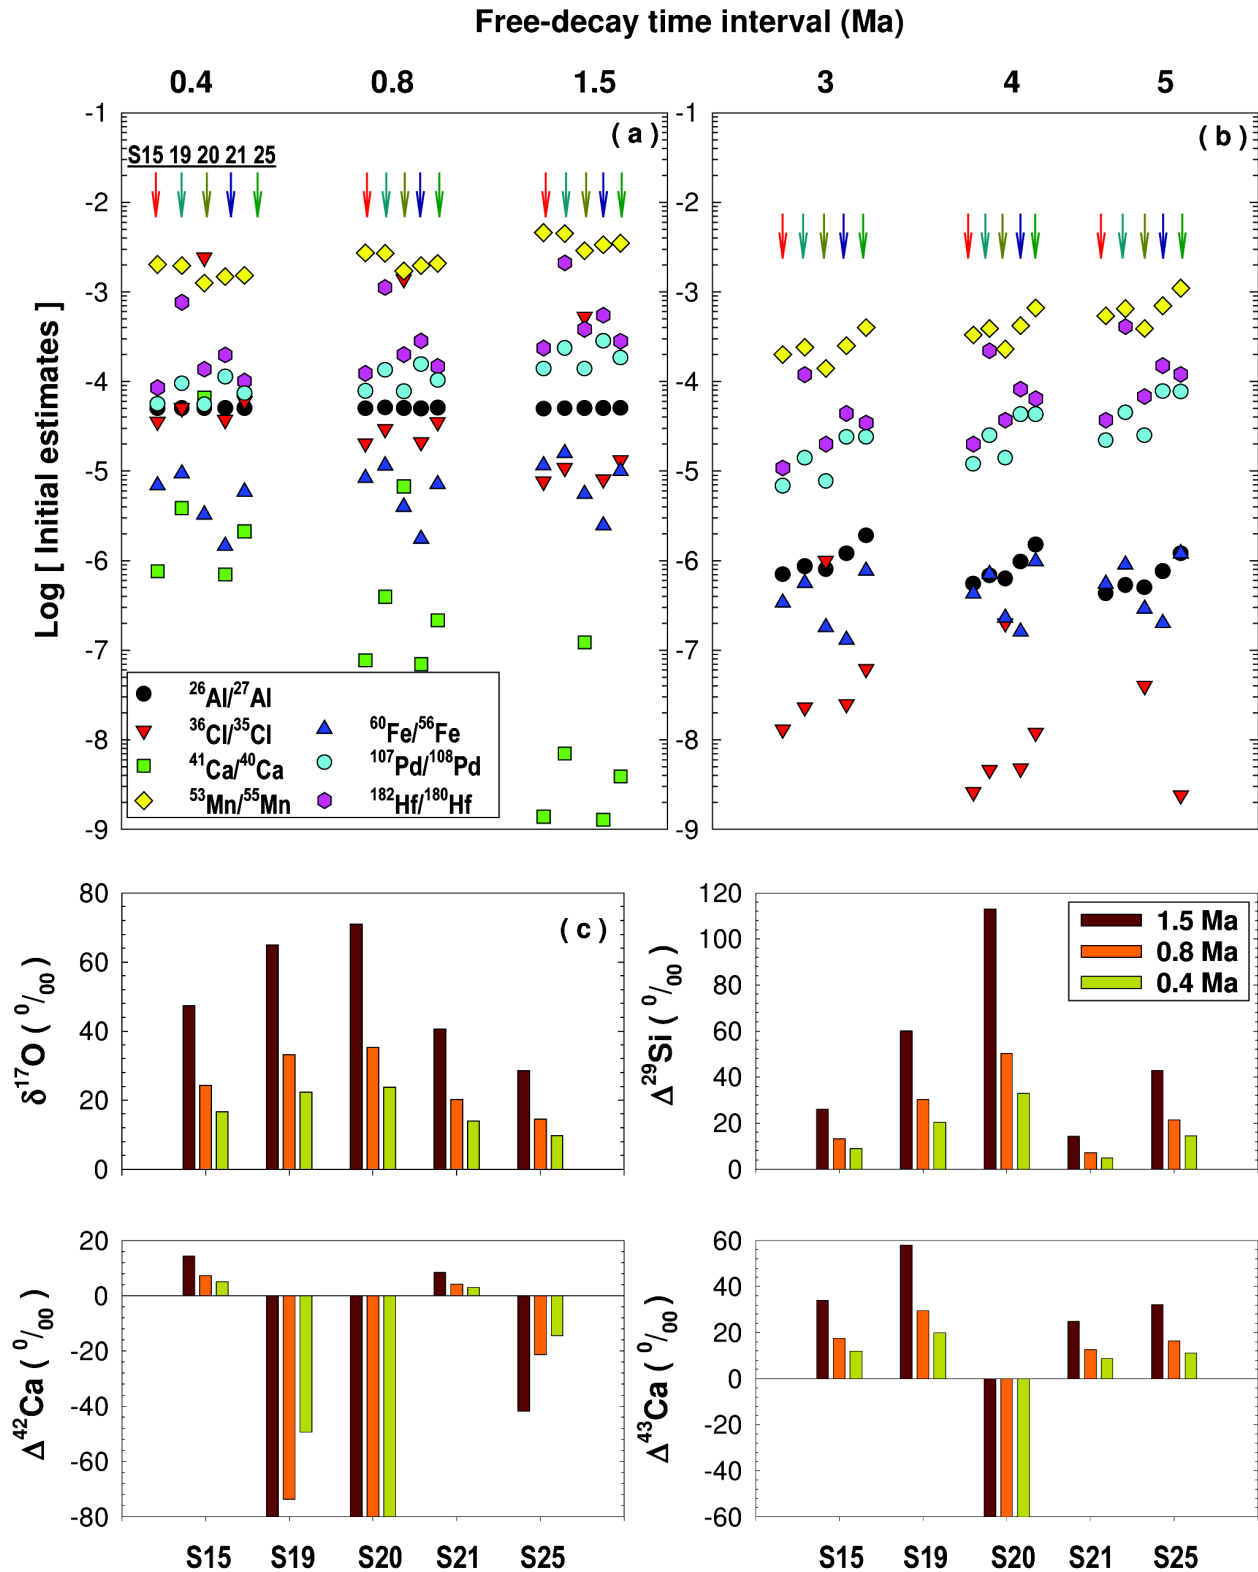 Free-decay time interval (Ma)
0.4 0.8 1.5 3 4 5
Log [ Initial estimates ]
-1 -1
-2 -2
-3 -3
-4 -4
-5 -5
-6 -6
-7 -7
-8 -8
-9 -9
( a ) ( b )
S15 19 20 21 25
²⁶Al/²⁷Al
³⁶Cl/³⁵Cl ⁶⁰Fe/⁵⁶Fe
⁴¹Ca/⁴⁰Ca ¹⁰⁷Pd/¹⁰⁸Pd
⁵³Mn/⁵⁵Mn ¹⁸²Hf/¹⁸⁰Hf
δ¹⁷O ( ⁰/₀₀ )
80
60
40
20
0
( c )
Δ²⁹Si ( ⁰/₀₀ )
120
100
80
60
40
20
0
1.5 Ma
0.8 Ma
0.4 Ma
Δ⁴²Ca ( ⁰/₀₀ )
20
0
-20
-40
-60
-80
S15 S19 S20 S21 S25
Δ⁴³Ca ( ⁰/₀₀ )
60
40
20
0
-20
-40
-60
S15 S19 S20 S21 S25